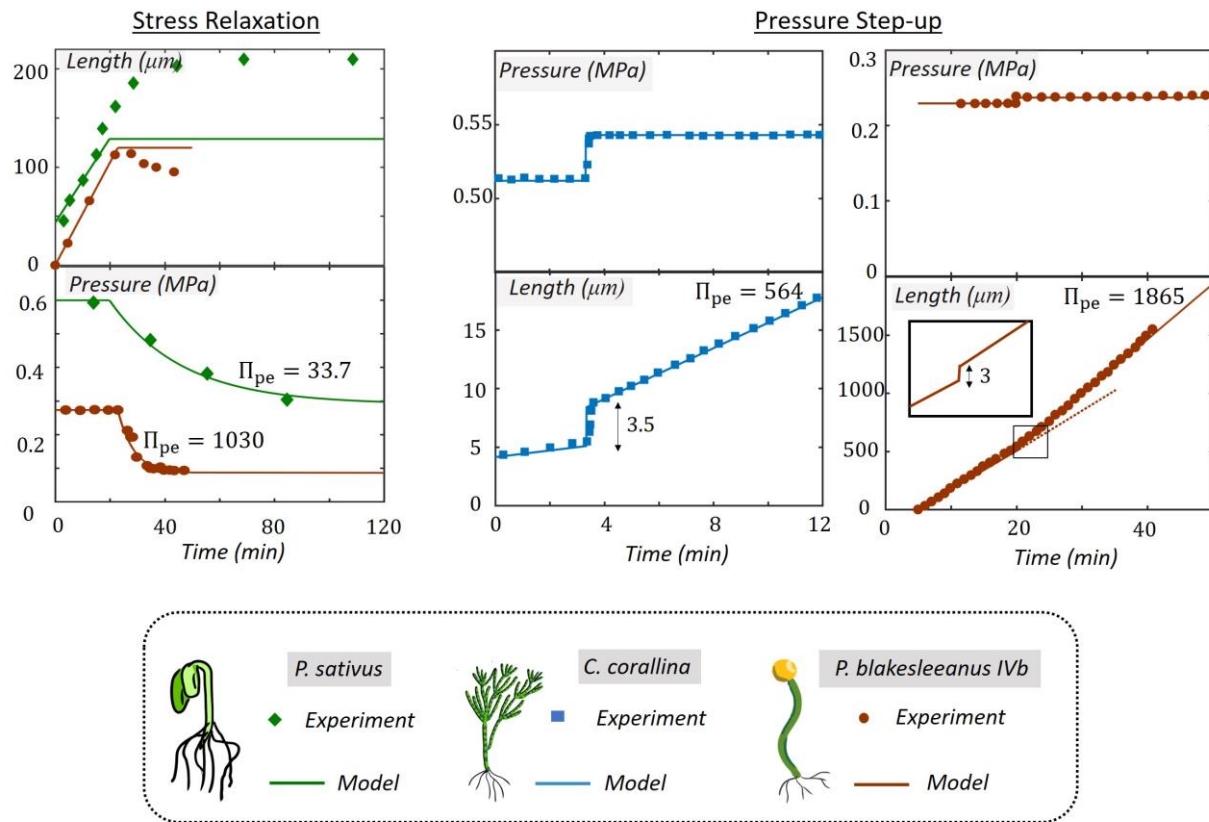 Stress Relaxation
Pressure Step-up
Length (μm)
200
100
0
Pressure (MPa)
0.6
0.4
0.2
0
Π_pe = 33.7
Π_pe = 1030
0 40 80 120
Time (min)
Pressure (MPa)
0.55
0.50
Length (μm)
Π_pe = 564
15
10
5
0
3.5
0 4 8 12
Time (min)
0.3
Pressure (MPa)
0.2
0.1
0
Length (μm)
Π_pe = 1865
1500
1000
500
0
3
0 20 40
Time (min)
P. sativus
Experiment
Model
C. corallina
Experiment
Model
P. blakesleeanus IVb
Experiment
Model